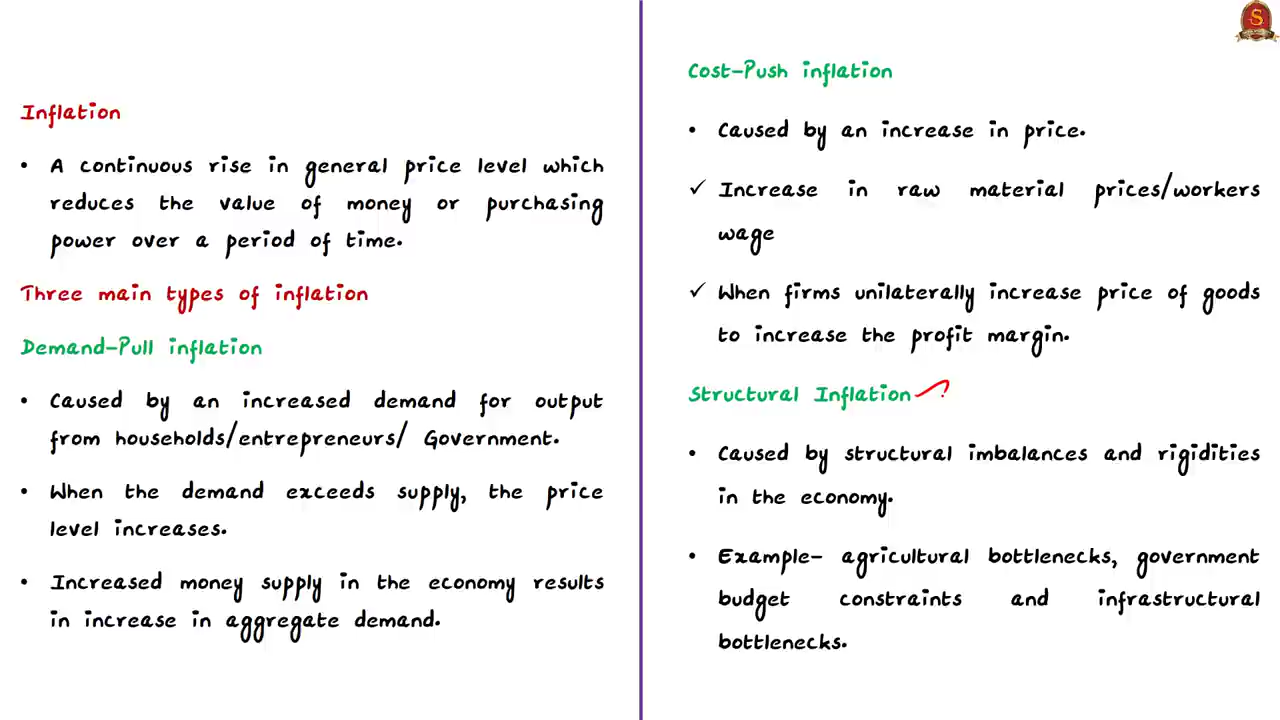 Inflation
• A continuous rise in general price level which
reduces the value of money or purchasing
power over a period of time.
Three main types of inflation
Demand-Pull inflation
• Caused by an increased demand for output
from households/entrepreneurs/ Government.
• When the demand exceeds supply, the price
level increases.
• Increased money supply in the economy results
in increase in aggregate demand.
Cost-Push inflation
• Caused by an increase in price.
✓ Increase in raw material prices/workers
wage
✓ When firms unilaterally increase price of goods
to increase the profit margin.
Structural Inflation
• Caused by structural imbalances and rigidities
in the economy.
• Example- agricultural bottlenecks, government
budget constraints and infrastructural
bottlenecks.
S